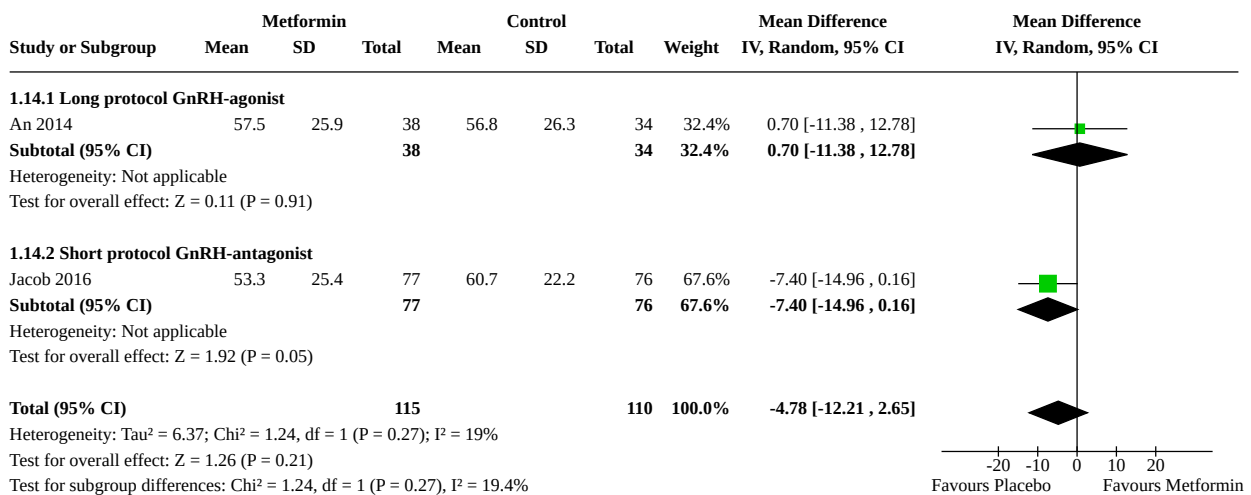 Metformin Control Mean Difference Mean Difference
Study or Subgroup Mean SD Total Mean SD Total Weight IV, Random, 95% CI IV, Random, 95% CI
1.14.1 Long protocol GnRH-agonist
An 2014 57.5 25.9 38 56.8 26.3 34 32.4% 0.70 [-11.38 , 12.78]
Subtotal (95% CI) 38 34 32.4% 0.70 [-11.38 , 12.78]
Heterogeneity: Not applicable
Test for overall effect: Z = 0.11 (P = 0.91)
1.14.2 Short protocol GnRH-antagonist
Jacob 2016 53.3 25.4 77 60.7 22.2 76 67.6% -7.40 [-14.96 , 0.16]
Subtotal (95% CI) 77 76 67.6% -7.40 [-14.96 , 0.16]
Heterogeneity: Not applicable
Test for overall effect: Z = 1.92 (P = 0.05)
Total (95% CI) 115 110 100.0% -4.78 [-12.21 , 2.65]
Heterogeneity: Tau² = 6.37; Chi² = 1.24, df = 1 (P = 0.27); I² = 19%
Test for overall effect: Z = 1.26 (P = 0.21)
-20 -10 0 10 20
Test for subgroup differences: Chi² = 1.24, df = 1 (P = 0.27), I² = 19.4% Favours Placebo Favours Metformin